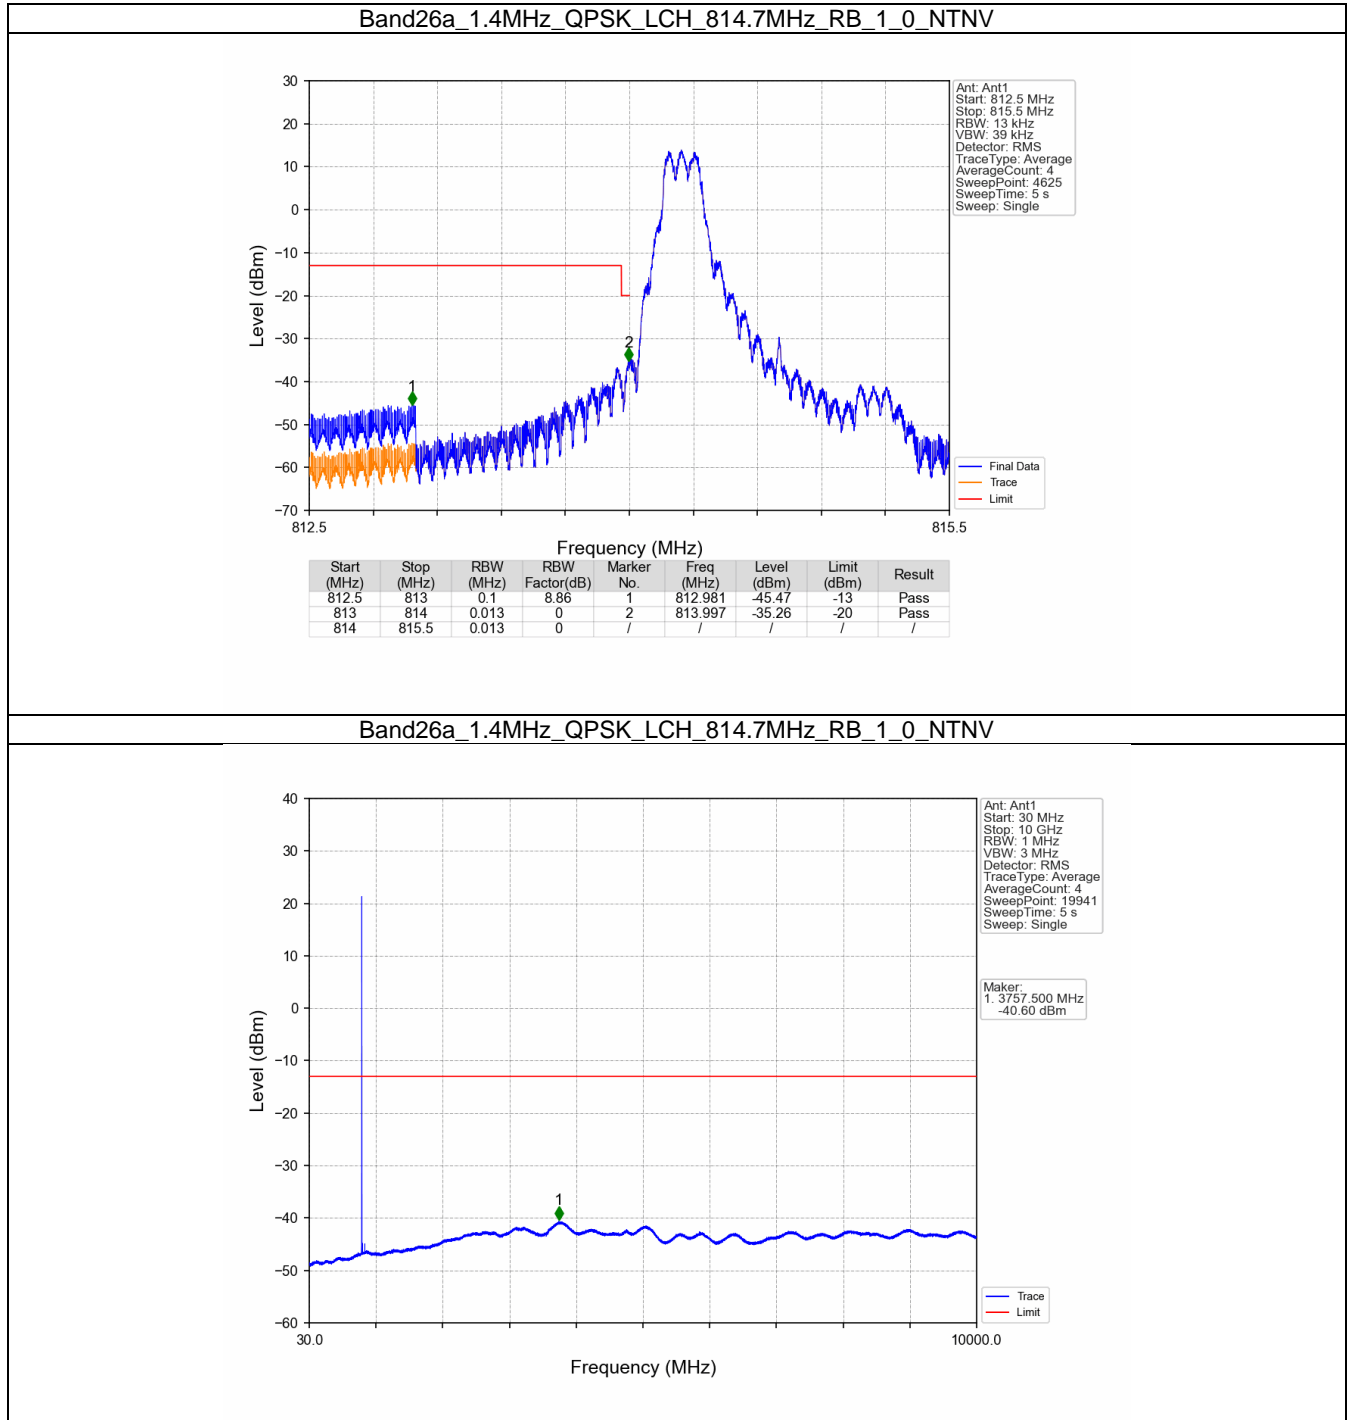 Band26a_1.4MHz_QPSK_LCH_814.7MHz_RB_1_0_NTNV
30
20
10
0
−10
−20
−30
−40
−50
−60
−70
Level (dBm)
1
2
812.5
815.5
Frequency (MHz)
Ant: Ant1
Start: 812.5 MHz
Stop: 815.5 MHz
RBW: 13 kHz
VBW: 39 kHz
Detector: RMS
TraceType: Average
AverageCount: 4
SweepPoint: 4625
SweepTime: 5 s
Sweep: Single
Final Data
Trace
Limit
Start (MHz) Stop (MHz) RBW (MHz) RBW Factor(dB) Marker No. Freq (MHz) Level (dBm) Limit (dBm) Result
812.5 813 0.1 8.86 1 812.981 -45.47 -13 Pass
813 814 0.013 0 2 813.997 -35.26 -20 Pass
814 815.5 0.013 0 / / / / /
Band26a_1.4MHz_QPSK_LCH_814.7MHz_RB_1_0_NTNV
40
30
20
10
0
−10
−20
−30
−40
−50
−60
Level (dBm)
1
30.0
10000.0
Frequency (MHz)
Ant: Ant1
Start: 30 MHz
Stop: 10 GHz
RBW: 1 MHz
VBW: 3 MHz
Detector: RMS
TraceType: Average
AverageCount: 4
SweepPoint: 19941
SweepTime: 5 s
Sweep: Single
Maker:
1. 3757.500 MHz
-40.60 dBm
Trace
Limit